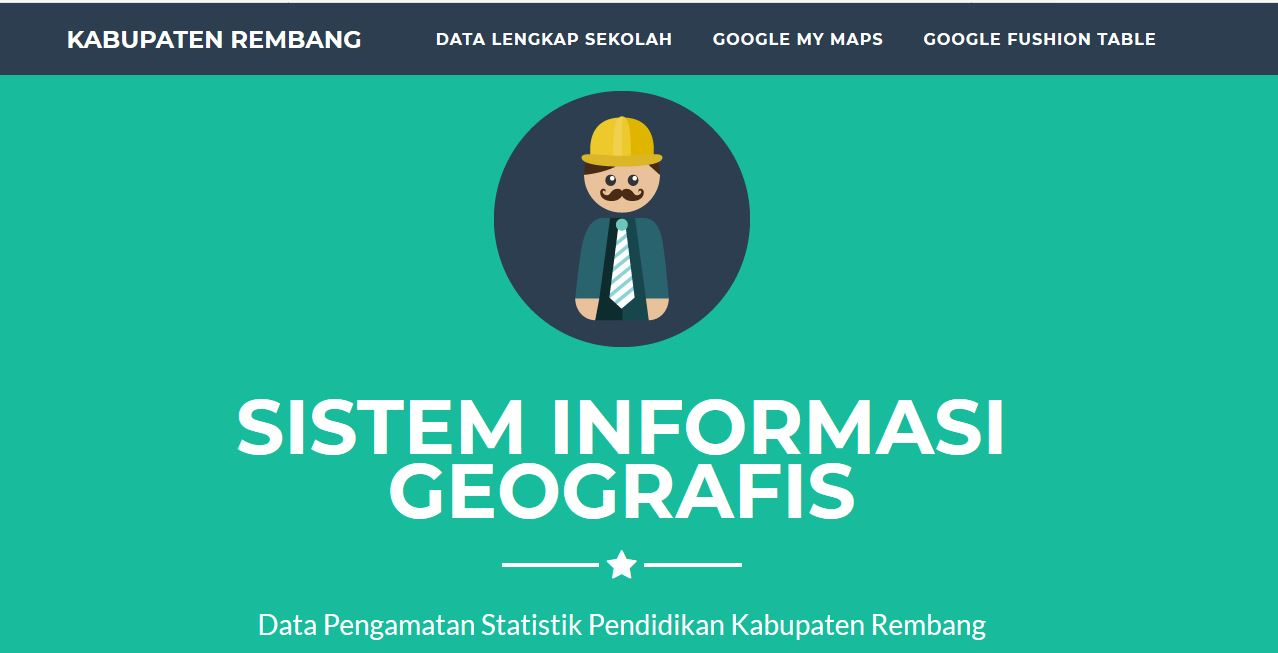 KABUPATEN REMBANG DATA LENGKAP SEKOLAH GOOGLE MY MAPS GOOGLE FUSHION TABLE
SISTEM INFORMASI
GEOGRAFIS
Data Pengamatan Statistik Pendidikan Kabupaten Rembang